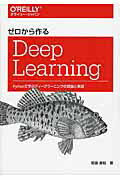 O'REILLY®
オライリー・ジャパン
ゼロから作る
Deep
Learning
Pythonで学ぶディープラーニングの理論と実装
斎藤 康毅 著